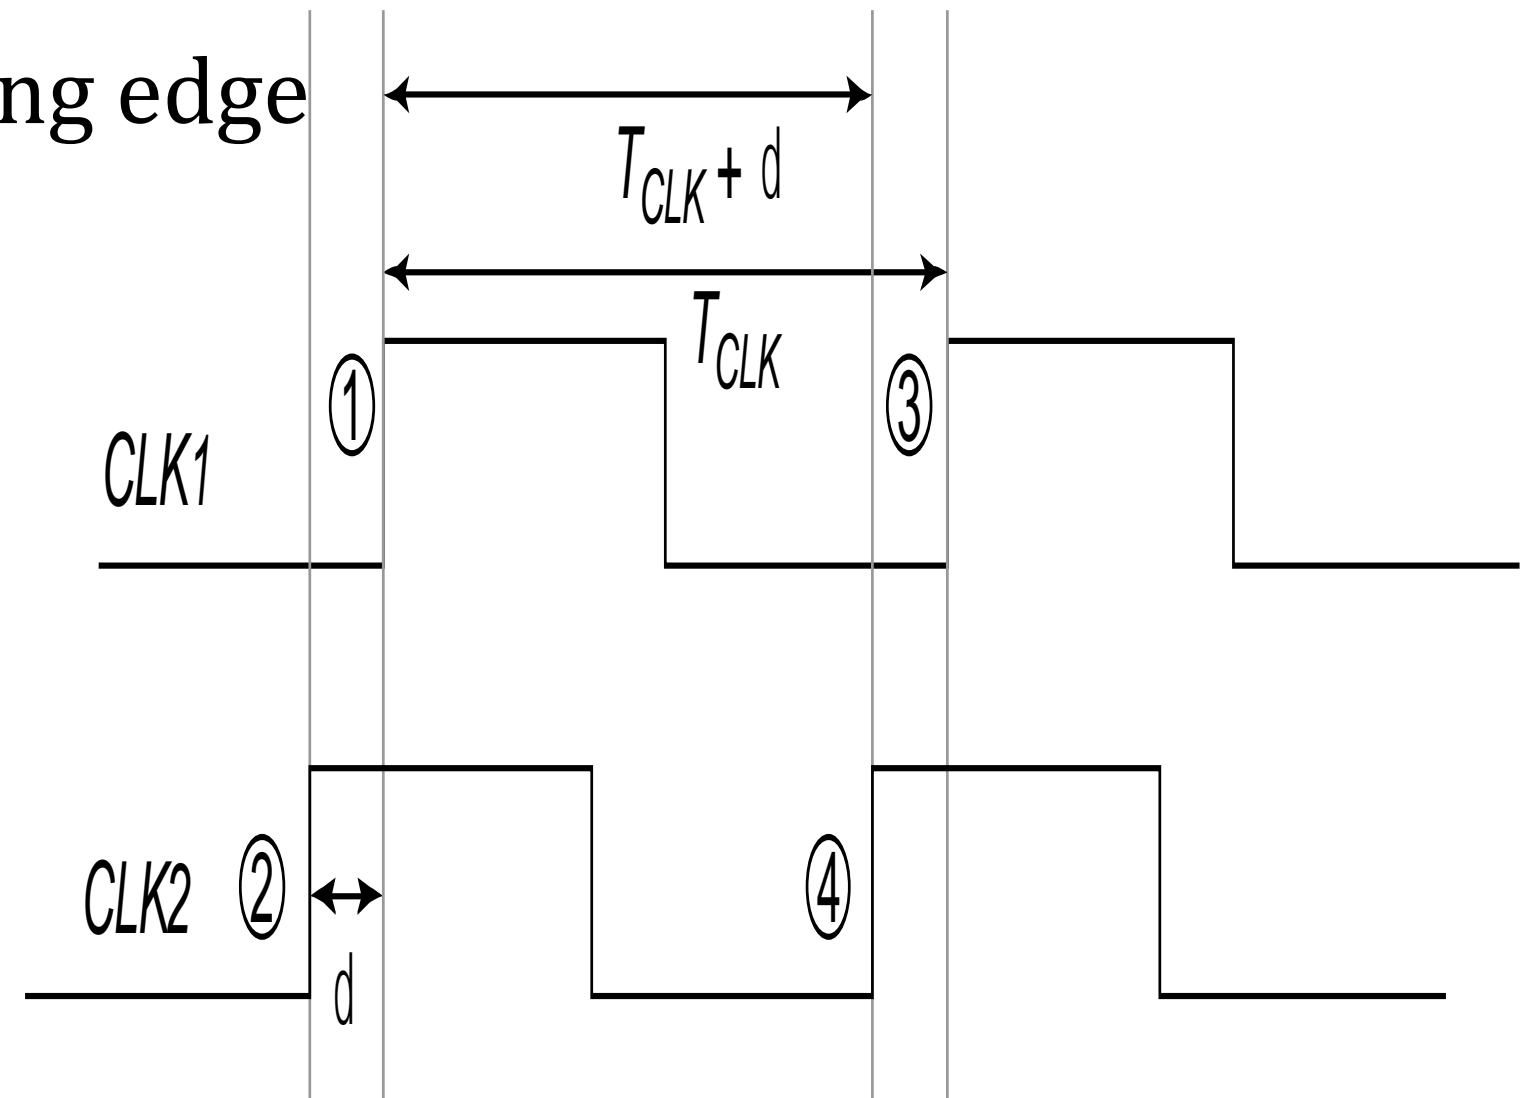 ng edge
T_CLK + d
T_CLK
① ③
CLK1
CLK2 ② ④
d